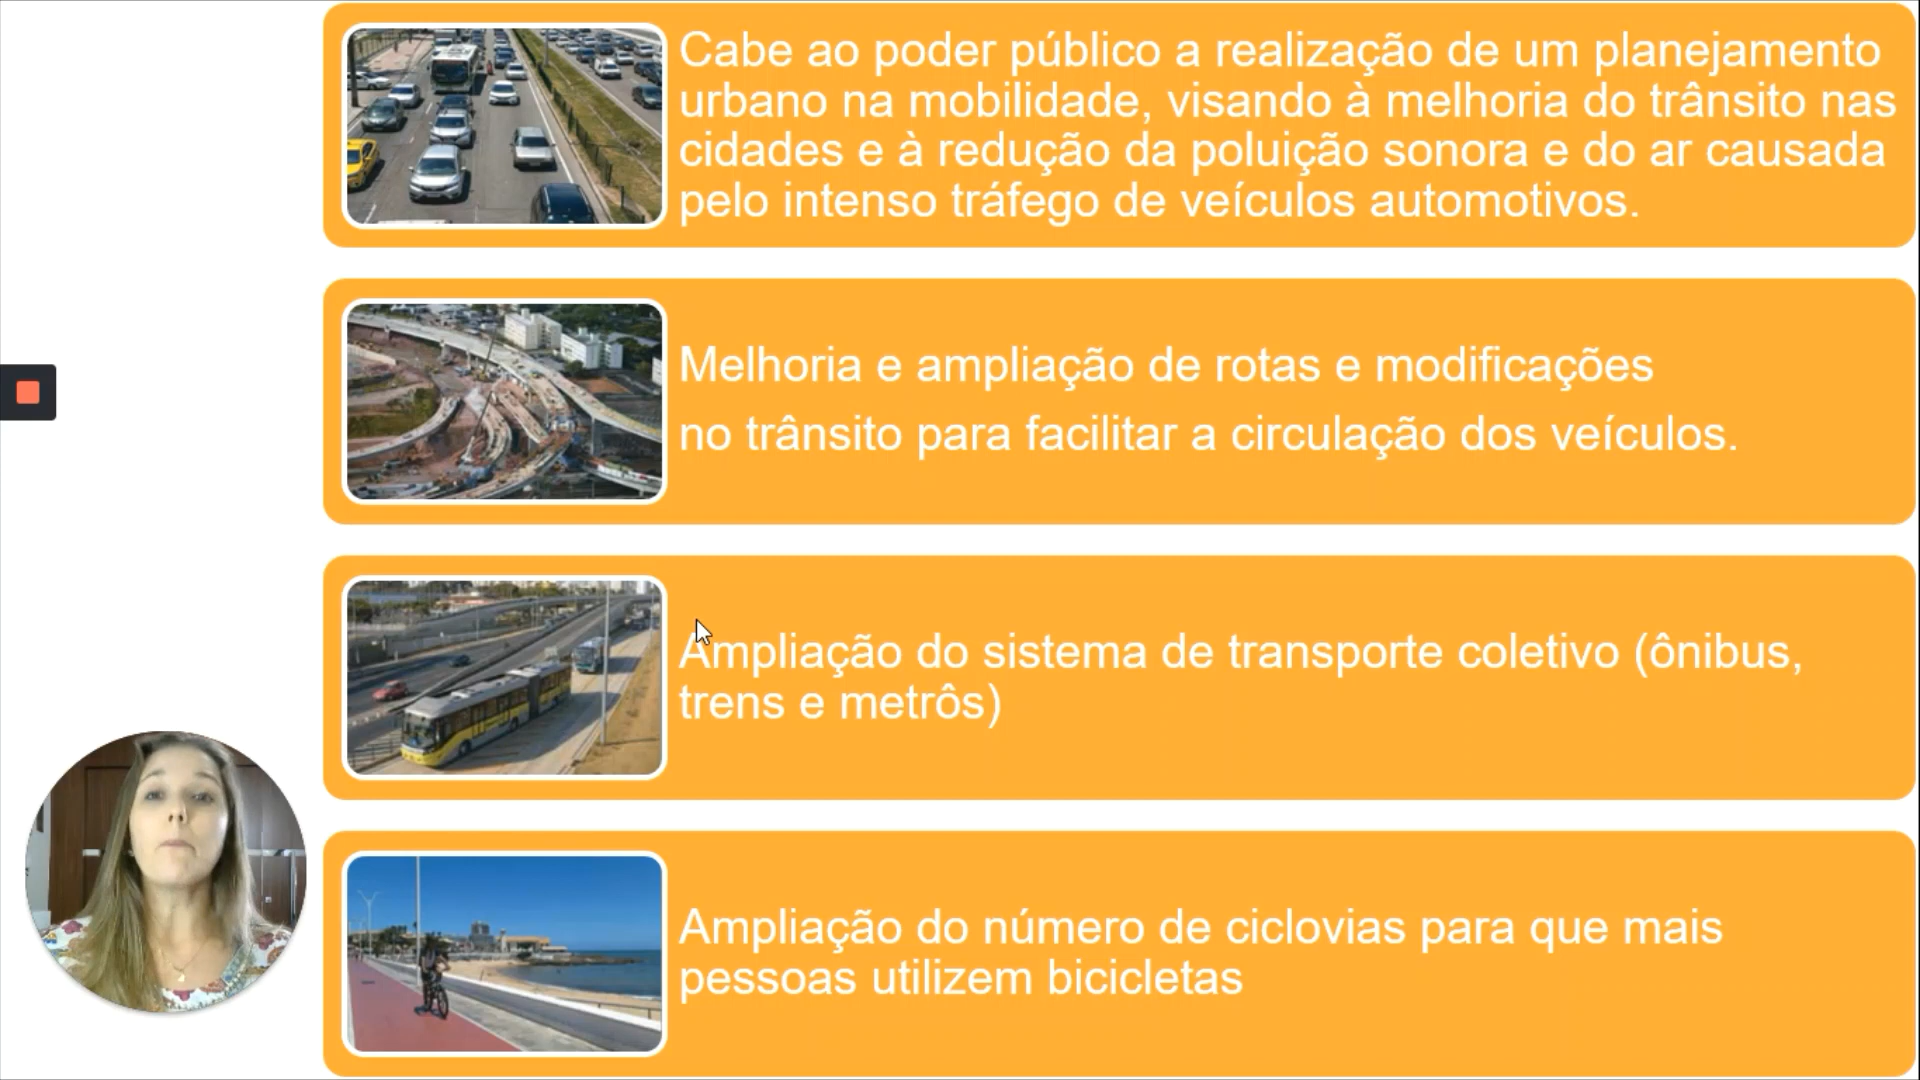 Cabe ao poder público a realização de um planejamento
urbano na mobilidade, visando à melhoria do trânsito nas
cidades e à redução da poluição sonora e do ar causada
pelo intenso tráfego de veículos automotivos.
Melhoria e ampliação de rotas e modificações
no trânsito para facilitar a circulação dos veículos.
Ampliação do sistema de transporte coletivo (ônibus,
trens e metrôs)
Ampliação do número de ciclovias para que mais
pessoas utilizem bicicletas